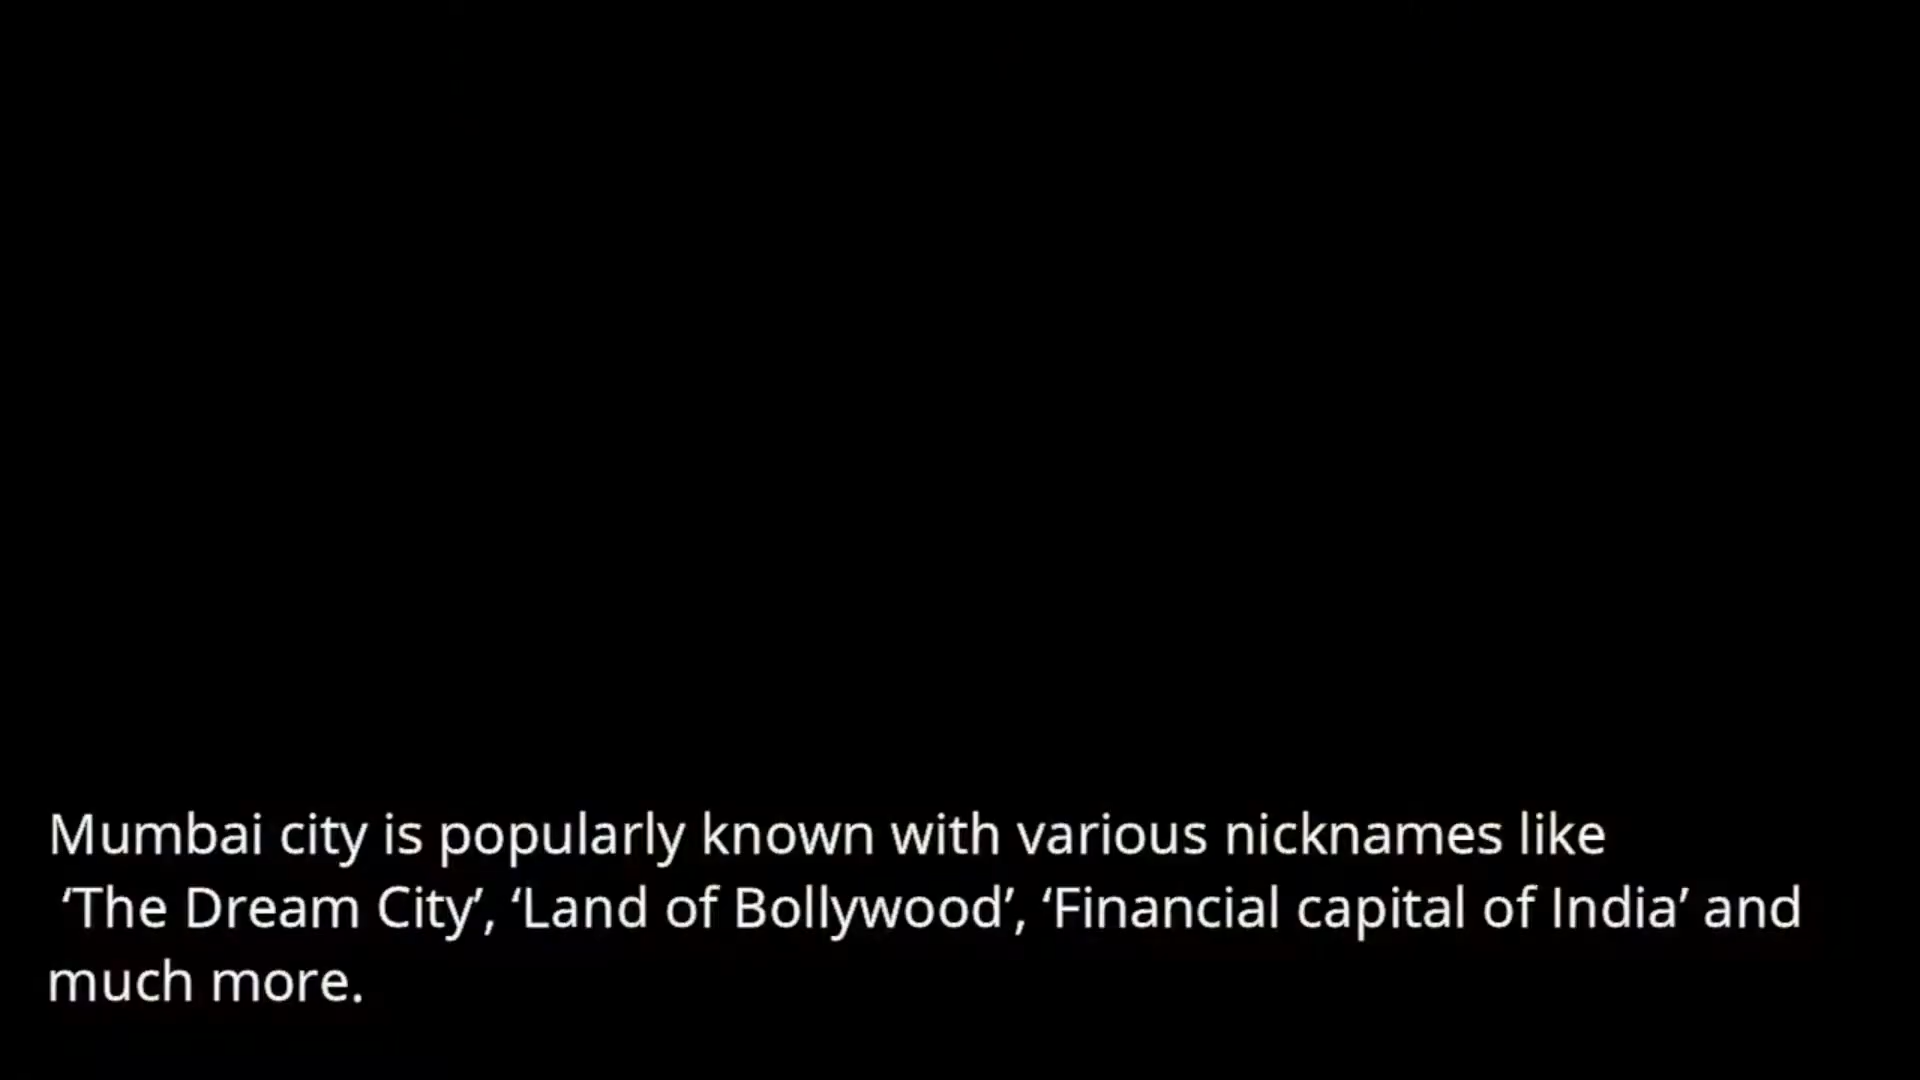 Mumbai city is popularly known with various nicknames like
‘The Dream City’, ‘Land of Bollywood’, ‘Financial capital of India’ and
much more.